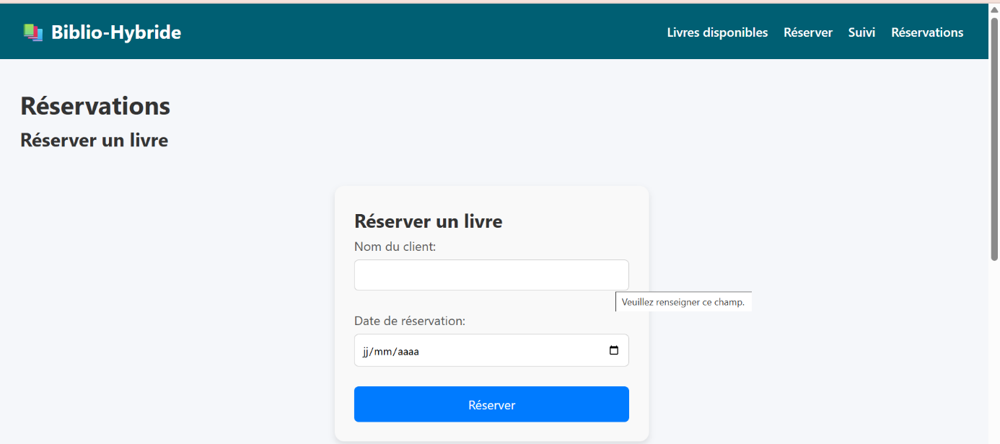 Biblio-Hybride
Livres disponibles Réserver Suivi Réservations
Réservations
Réserver un livre
Réserver un livre
Nom du client:
Veuillez renseigner ce champ.
Date de réservation:
jj/mm/aaaa
Réserver